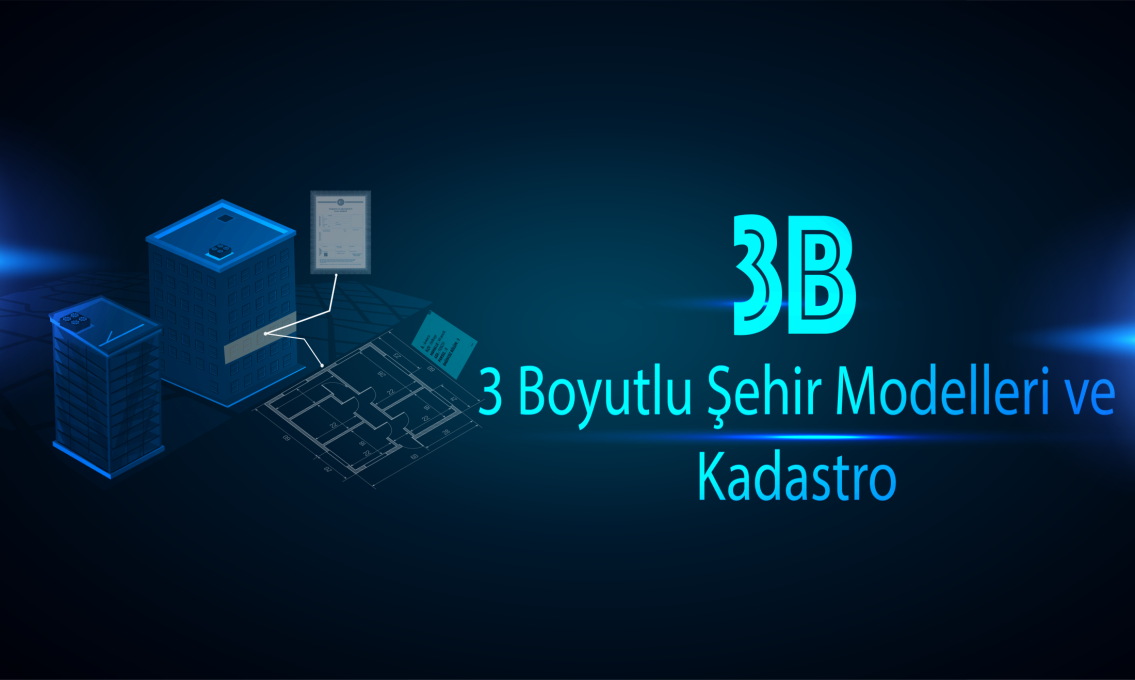 3B
3 Boyutlu Şehir Modelleri ve
Kadastro